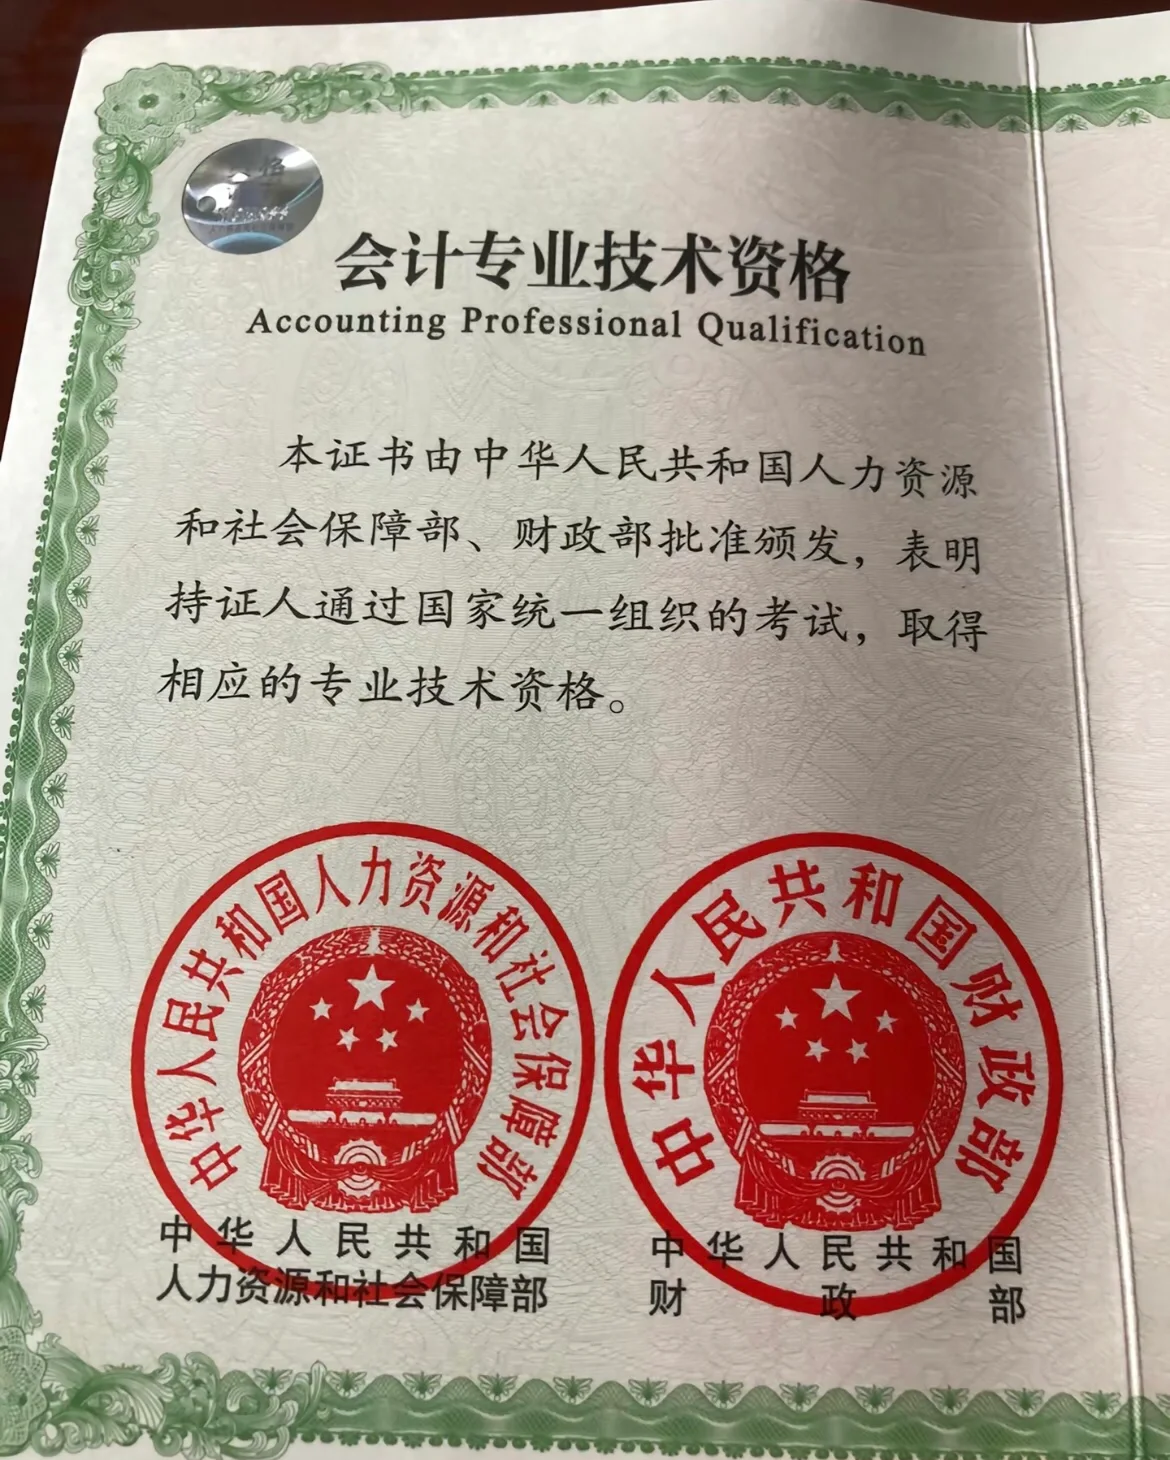 会计专业技术资格
Accounting Professional Qualification
本证书由中华人民共和国人力资源
和社会保障部、财政部批准颁发，表明
持证人通过国家统一组织的考试，取得
相应的专业技术资格。
中华人民共和国人力资源和社会保障部
中华人民共和国财政部
中华人民共和国
人力资源和社会保障部
中华人民共和国
财政部